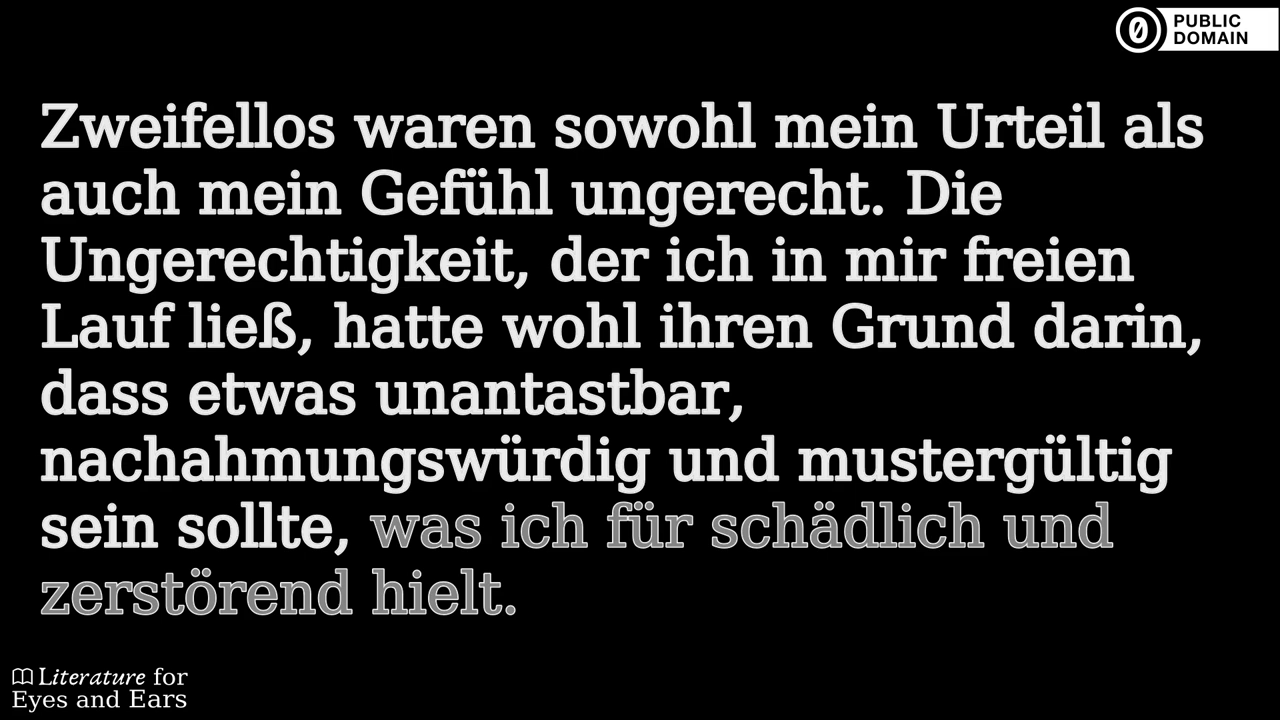 PUBLIC
DOMAIN
Zweifellos waren sowohl mein Urteil als
auch mein Gefühl ungerecht. Die
Ungerechtigkeit, der ich in mir freien
Lauf ließ, hatte wohl ihren Grund darin,
dass etwas unantastbar,
nachahmungswürdig und mustergültig
sein sollte, was ich für schädlich und
zerstörend hielt.
Literature for
Eyes and Ears